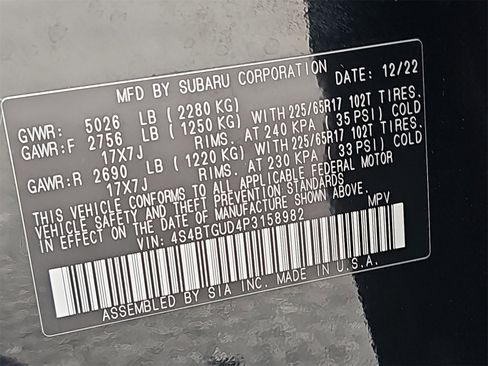 MFD BY SUBARU CORPORATION DATE: 12/22
GVWR: 5026 LB ( 2280 KG)
GAWR:F 2756 LB ( 1250 KG) WITH 225/65R17 102T TIRES.
17X7J RIMS. AT 240 KPA ( 35 PSI) COLD
GAWR:R 2690 LB ( 1220 KG) WITH 225/65R17 102T TIRES.
17X7J RIMS. AT 230 KPA ( 33 PSI) COLD
THIS VEHICLE CONFORMS TO ALL APPLICABLE FEDERAL MOTOR
VEHICLE SAFETY AND THEFT PREVENTION STANDARDS
IN EFFECT ON THE DATE OF MANUFACTURE SHOWN ABOVE.
VIN: 4S4BTGUD4P3158982 MPV
ASSEMBLED BY SIA INC. MADE IN U.S.A.